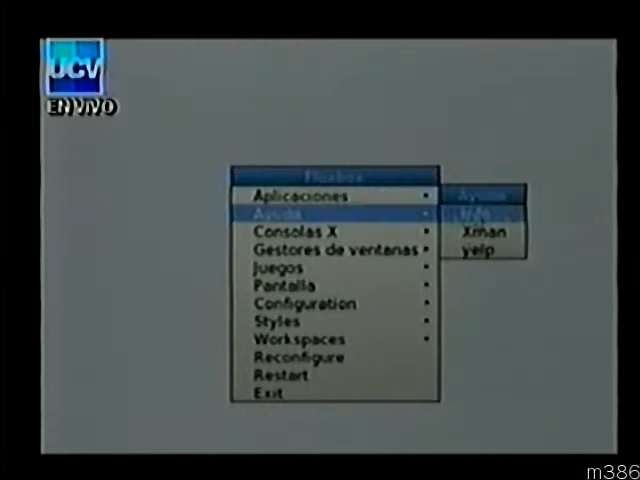 UCV
EN VIVO
Fluxbox
Aplicaciones
Ayuda
Consolas X
Gestores de ventanas
Juegos
Pantalla
Configuration
Styles
Workspaces
Reconfigure
Restart
Exit
Ayuda
Info
Xman
yelp
m386